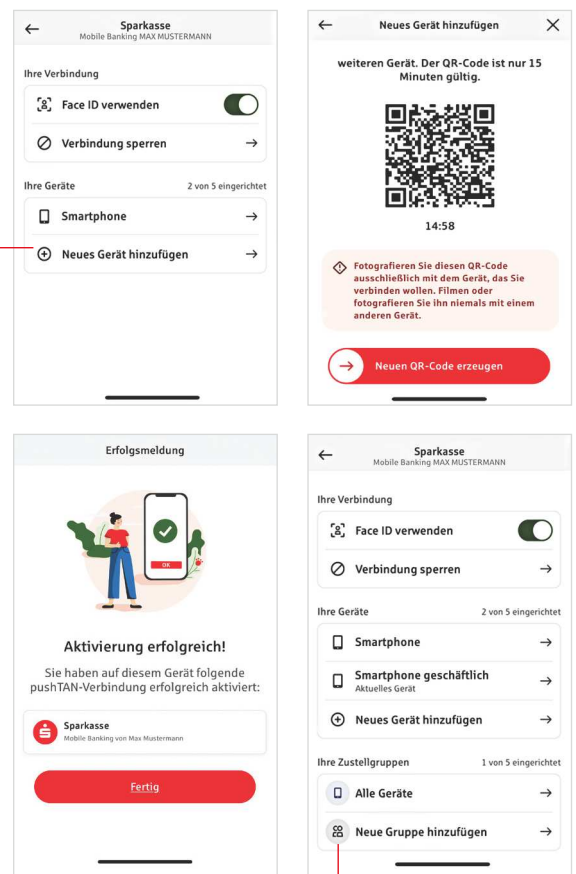 Sparkasse
Mobile Banking MAX MUSTERMANN
Ihre Verbindung
Face ID verwenden
Verbindung sperren
Ihre Geräte 2 von 5 eingerichtet
Smartphone
Neues Gerät hinzufügen
Neues Gerät hinzufügen
weiteren Gerät. Der QR-Code ist nur 15
Minuten gültig.
14:58
Fotografieren Sie diesen QR-Code
ausschließlich mit dem Gerät, das Sie
verbinden wollen. Filmen oder
fotografieren Sie ihn niemals mit einem
anderen Gerät.
Neuen QR-Code erzeugen
Erfolgsmeldung
OK
Aktivierung erfolgreich!
Sie haben auf diesem Gerät folgende
pushTAN-Verbindung erfolgreich aktiviert:
Sparkasse
Mobile Banking von Max Mustermann
Fertig
Sparkasse
Mobile Banking MAX MUSTERMANN
Ihre Verbindung
Face ID verwenden
Verbindung sperren
Ihre Geräte 2 von 5 eingerichtet
Smartphone
Smartphone geschäftlich
Aktuelles Gerät
Neues Gerät hinzufügen
Ihre Zustellgruppen 1 von 5 eingerichtet
Alle Geräte
Neue Gruppe hinzufügen